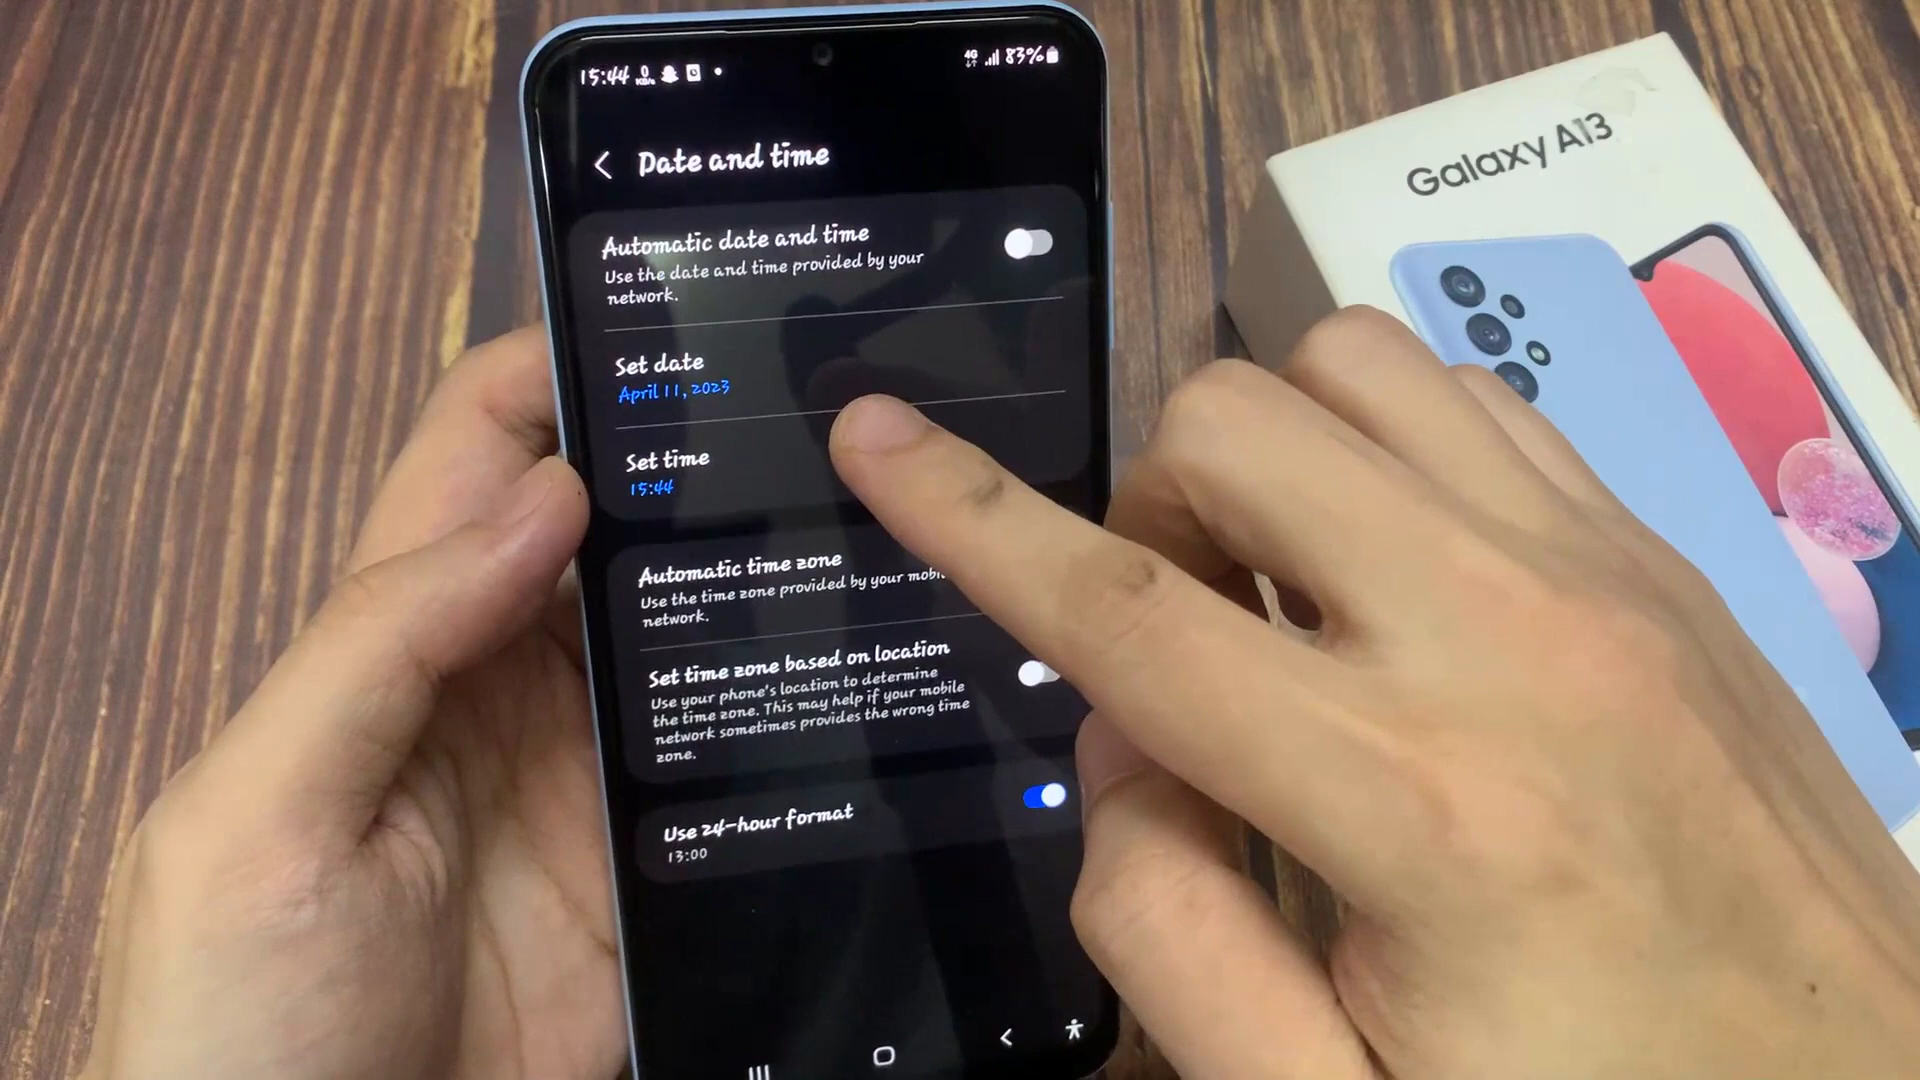 15:44
0
KB/s
4G
83%
Date and time
Galaxy A13
Automatic date and time
Use the date and time provided by your
network.
Set date
April 11, 2023
Set time
15:44
Automatic time zone
Use the time zone provided by your
network.
Set time zone based on location
Use your phone's location to determine
the time zone. This may help if your mobile
network sometimes provides the wrong time
zone.
Use 24-hour format
13:00